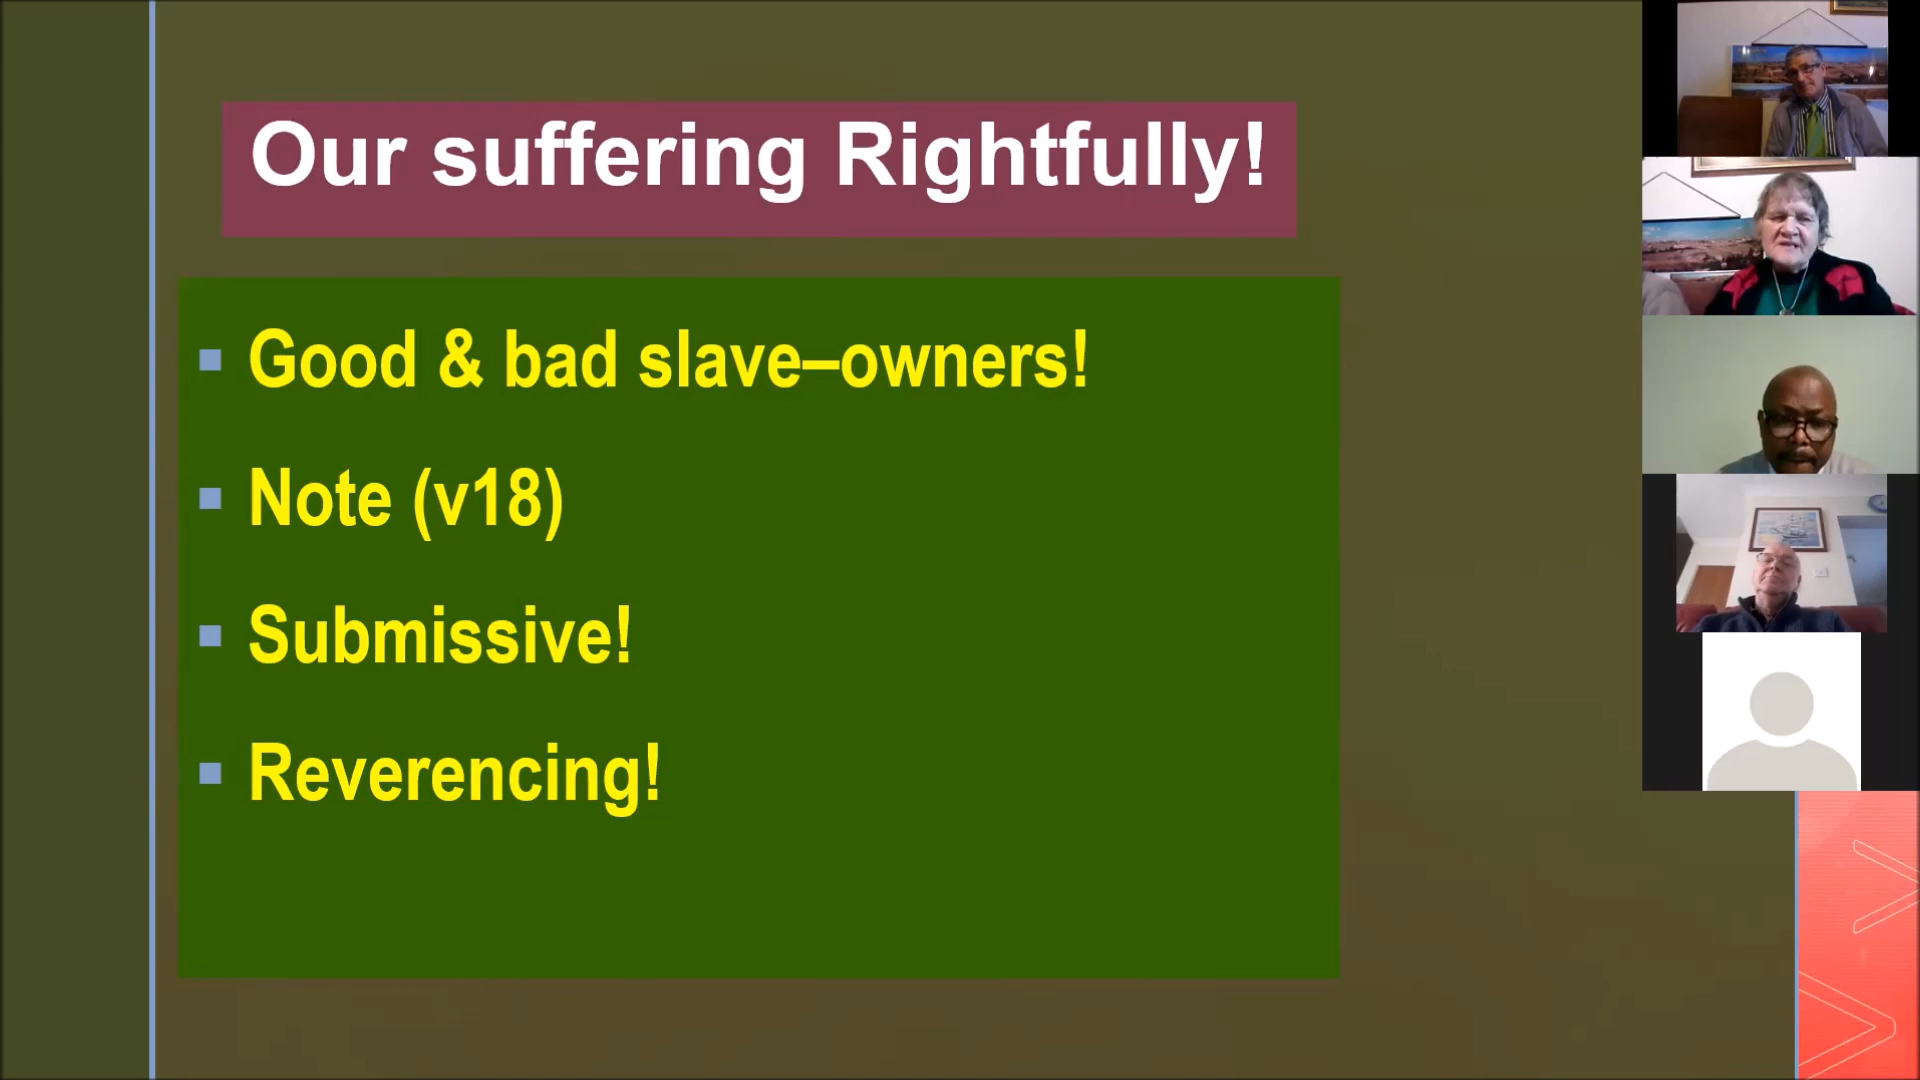 Our suffering Rightfully!
Good & bad slave–owners!
Note (v18)
Submissive!
Reverencing!